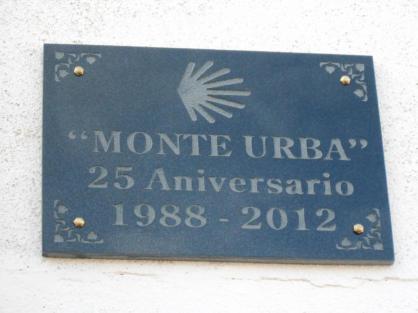 “MONTE URBA”
25 Aniversario
1988 - 2012